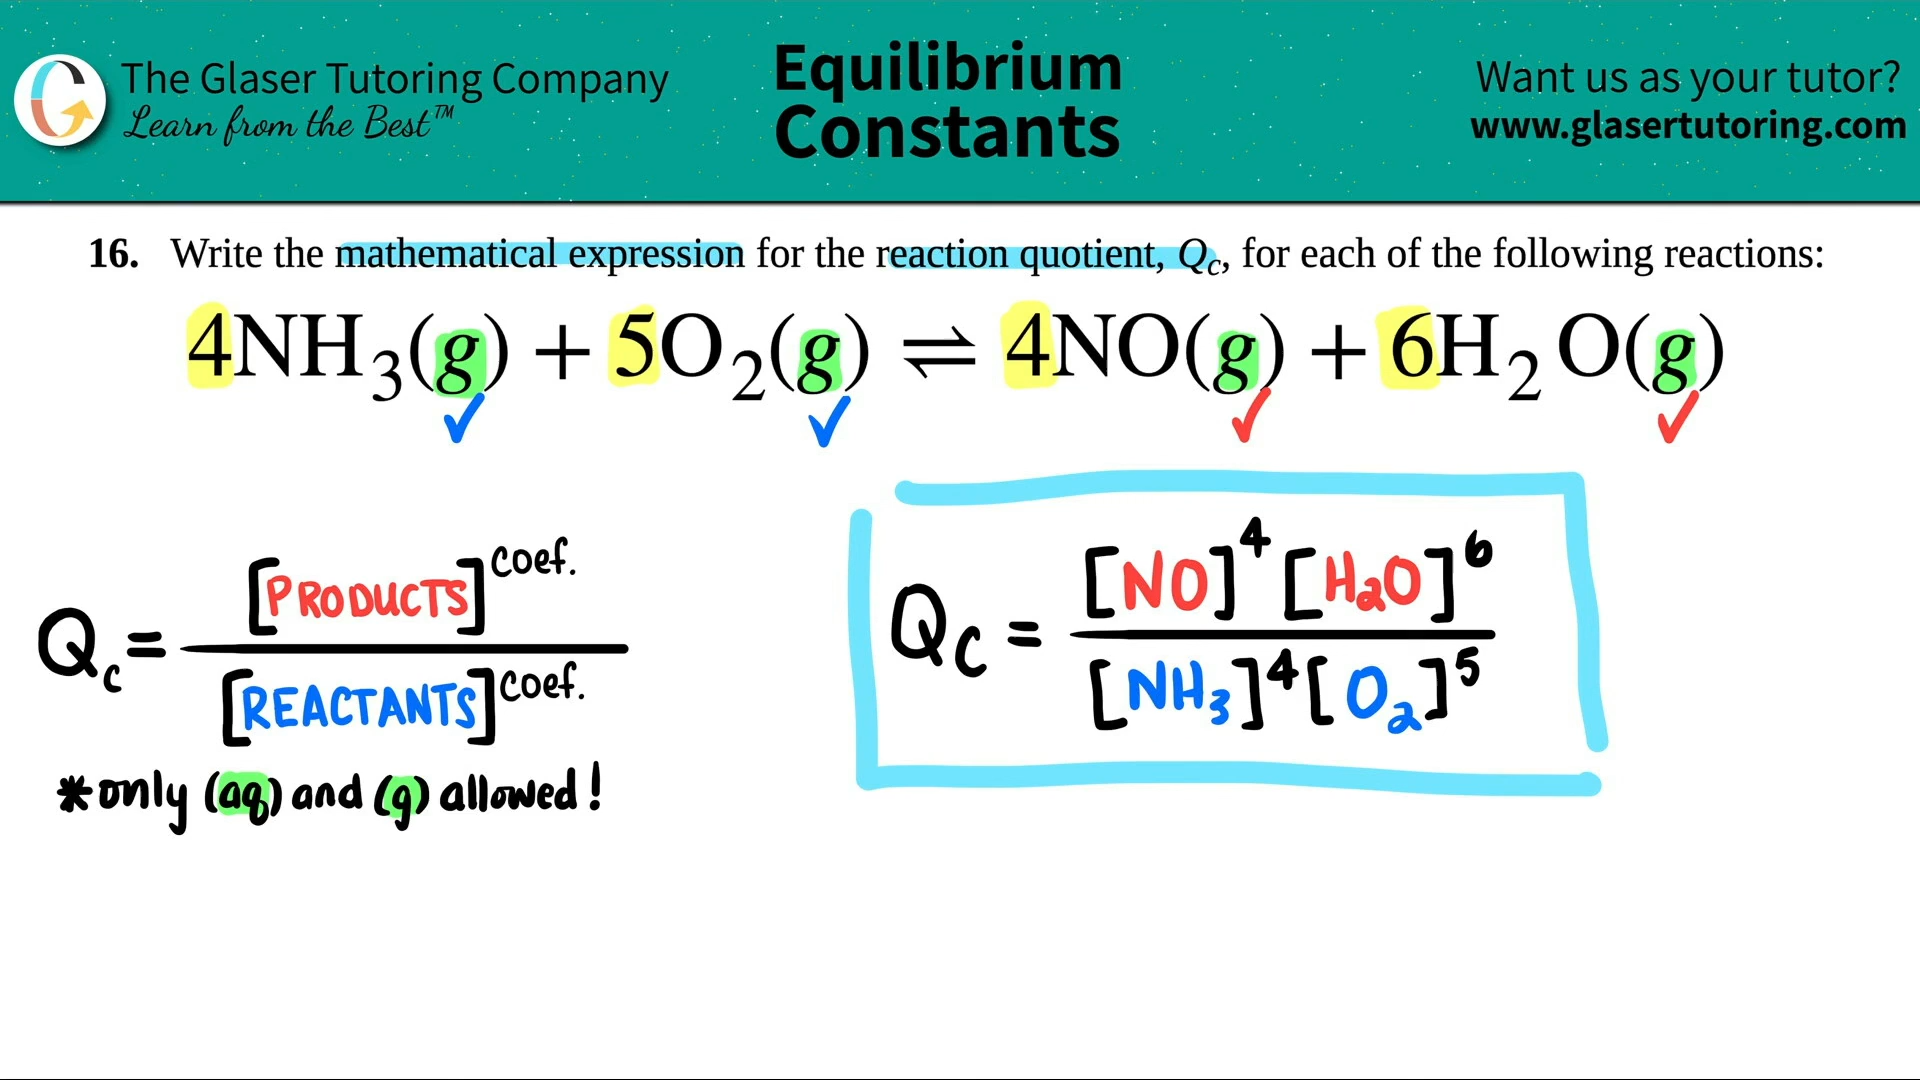 The Glaser Tutoring Company
Learn from the Best™
Equilibrium
Constants
Want us as your tutor?
www.glasertutoring.com
16. Write the mathematical expression for the reaction quotient, Qc, for each of the following reactions:
4NH₃(g) + 5O₂(g) ⇌ 4NO(g) + 6H₂O(g)
Qc = [PRODUCTS]^coef. / [REACTANTS]^coef.
*only (aq) and (g) allowed!
Qc = [NO]⁴ [H₂O]⁶ / [NH₃]⁴ [O₂]⁵